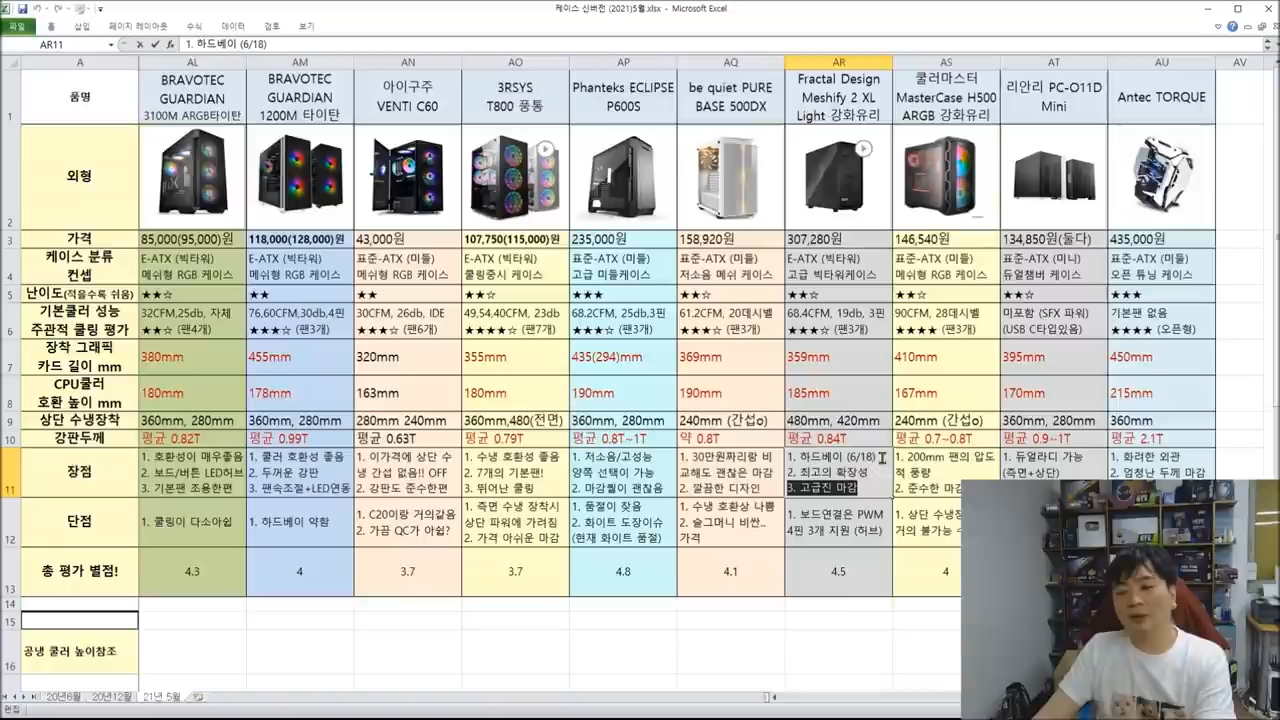 케이스 신버전 (2021)5월.xlsx - Microsoft Excel
파일 홈 삽입 페이지 레이아웃 수식 데이터 검토 보기
AR11 1. 하드베이 (6/18)
A AL AM AN AO AP AQ AR AS AT AU AV
1 품명
BRAVOTEC
GUARDIAN
3100M ARGB타이탄
BRAVOTEC
GUARDIAN
1200M 타이탄
아이구주
VENTI C60
3RSYS
T800 풍통
Phanteks ECLIPSE
P600S
be quiet PURE
BASE 500DX
Fractal Design
Meshify 2 XL
Light 강화유리
쿨러마스터
MasterCase H500
ARGB 강화유리
리안리 PC-O11D
Mini
Antec TORQUE
2 외형
3 가격 85,000(95,000)원 118,000(128,000)원 43,000원 107,750(115,000)원 235,000원 158,920원 307,280원 146,540원 134,850원(둘다) 435,000원
4 케이스 분류 E-ATX (빅타워) E-ATX (빅타워) 표준-ATX (미들) E-ATX (빅타워) 표준-ATX (미들) 표준-ATX (미들) E-ATX (빅타워) 표준-ATX (미들) 표준-ATX (미니) 표준-ATX (미들)
컨셉 메쉬형 RGB 케이스 메쉬형 RGB 케이스 메쉬형 RGB 케이스 쿨링중시 케이스 고급 미들케이스 저소음 메쉬 케이스 고급 빅타워케이스 메쉬형 RGB 케이스 듀얼챔버 케이스 오픈 튜닝 케이스
5 난이도(적을수록 쉬움) ★★☆ ★★ ★★ ★★☆ ★★★ ★★☆ ★★☆ ★★☆ ★★☆ ★★★
6 기본쿨러 성능 32CFM,25db, 자체 76,60CFM,30db,4핀 30CFM, 26db, IDE 49,54,40CFM, 23db 68.2CFM, 25db,3핀 61.2CFM, 20데시벨 68.4CFM, 19db, 3핀 90CFM, 28데시벨 미포함 (SFX 파워) 기본팬 없음
주관적 쿨링 평가 ★★☆ (팬4개) ★★★☆ (팬3개) ★★★☆ (팬6개) ★★★★☆ (팬7개) ★★★☆ (팬3개) ★★★☆ (팬3개) ★★★☆ (팬3개) ★★★★ (팬3개) (USB C타입있음) ★★★★ (오픈형)
7 장착 그래픽
카드 길이 mm 380mm 455mm 320mm 355mm 435(294)mm 369mm 359mm 410mm 395mm 450mm
8 CPU쿨러
호환 높이 mm 180mm 178mm 163mm 180mm 190mm 190mm 185mm 167mm 170mm 215mm
9 상단 수냉장착 360mm, 280mm 360mm, 280mm 280mm 240mm 360mm,480(전면) 360mm, 280mm 240mm (간섭o) 480mm, 420mm 240mm (간섭o) 360mm, 280mm 360mm
10 강판두께 평균 0.82T 평균 0.99T 평균 0.63T 평균 0.79T 평균 0.8T~1T 약 0.8T 평균 0.84T 평균 0.7~0.8T 평균 0.9~1T 평균 2.1T
11 장점
1. 호환성이 매우좋음
2. 보드/버튼 LED허브
3. 기본팬 조용한편
1. 쿨러 호환성 좋음
2. 두꺼운 강판
3. 팬속조절+LED연동
1. 이가격에 상단 수
냉 간섭 없음!! OFF
2. 강판도 준수한편
1. 수냉 호환성 좋음
2. 7개의 기본팬!
3. 뛰어난 쿨링
1. 저소음/고성능
양쪽 선택이 가능
2. 마감퀄이 괜찮음
1. 30만원짜리랑 비
교해도 괜찮은 마감
2. 깔끔한 디자인
1. 하드베이 (6/18)
2. 최고의 확장성
3. 고급진 마감
1. 200mm 팬의 압도
적 풍량
2. 준수한 마감
1. 듀얼라디 가능
(측면+상단)
1. 화려한 외관
2. 엄청난 두께 마감
12 단점
1. 쿨링이 다소아쉽
1. 하드베이 약함
1. C20이랑 거의같음
2. 가끔 QC가 아쉽?
1. 측면 수냉 장착시
상단 파워에 가려짐
2. 가격 아쉬운 마감
1. 품절이 잦음
2. 화이트 도장이슈
(현재 화이트 품절)
1. 수냉 호환상 나쁨
2. 슬그머니 비싼..
가격
1. 보드연결은 PWM
4핀 3개 지원 (허브)
1. 상단 수냉장
거의 불가능 수
13 총 평가 별점! 4.3 4 3.7 3.7 4.8 4.1 4.5 4
14
15
16 공냉 쿨러 높이참조
20년6월 20년12월 21년 5월
편집